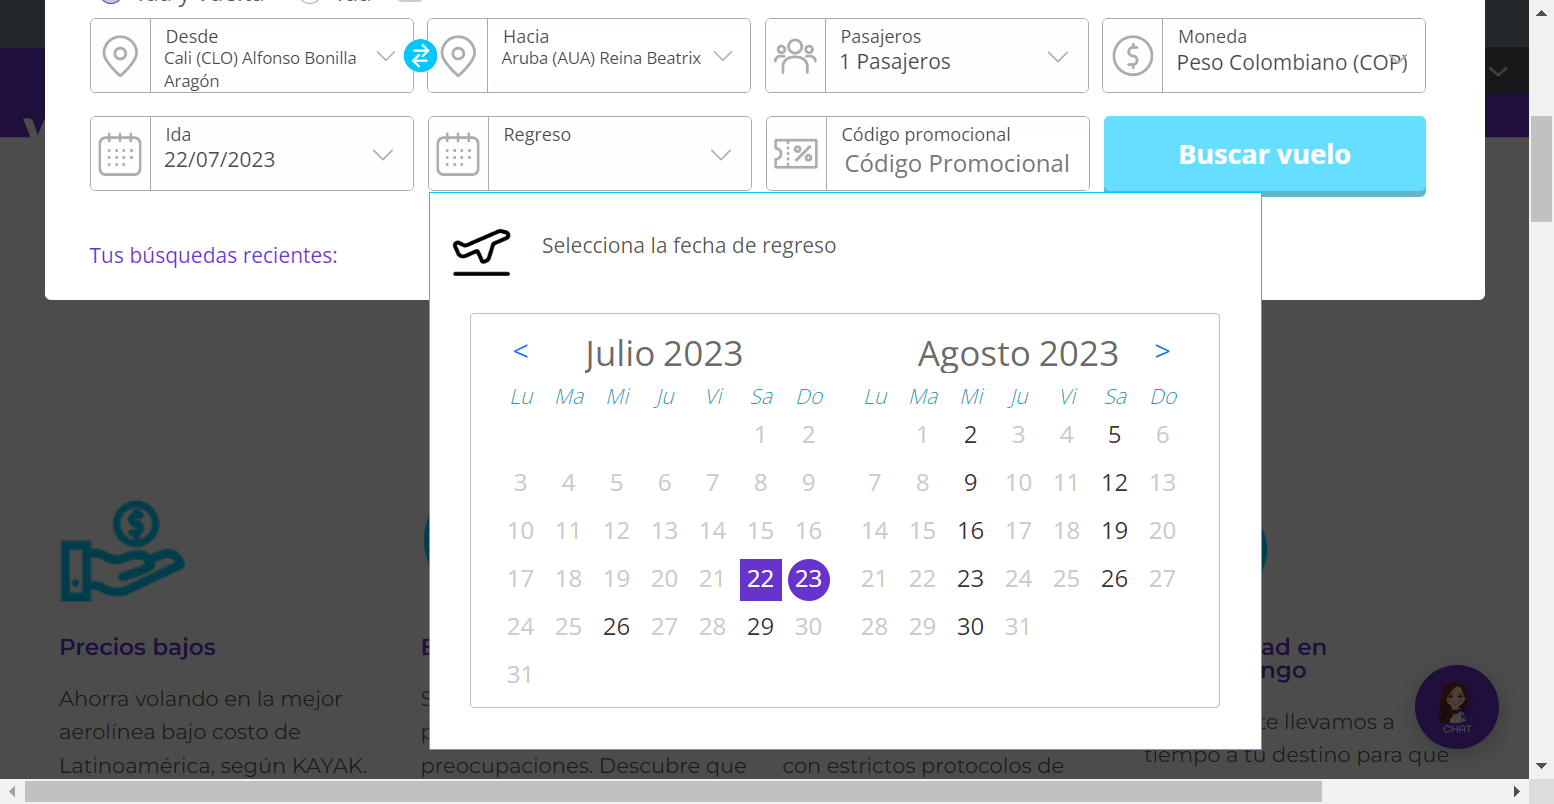 Desde
Cali (CLO) Alfonso Bonilla
Aragón
Hacia
Aruba (AUA) Reina Beatrix
Pasajeros
1 Pasajeros
Moneda
Peso Colombiano (COP)
Ida
22/07/2023
Regreso
Código promocional
Código Promocional
Buscar vuelo
Tus búsquedas recientes:
Selecciona la fecha de regreso
< Julio 2023
Lu Ma Mi Ju Vi Sa Do
1 2
3 4 5 6 7 8 9
10 11 12 13 14 15 16
17 18 19 20 21 22 23
24 25 26 27 28 29 30
31
Agosto 2023 >
Lu Ma Mi Ju Vi Sa Do
1 2 3 4 5 6
7 8 9 10 11 12 13
14 15 16 17 18 19 20
21 22 23 24 25 26 27
28 29 30 31
Precios bajos
Ahorra volando en la mejor
aerolínea bajo costo de
Latinoamérica, según KAYAK.
preocupaciones. Descubre que
con estrictos protocolos de
ad en
ngo
te llevamos a
tiempo a tu destino para que
CHAT